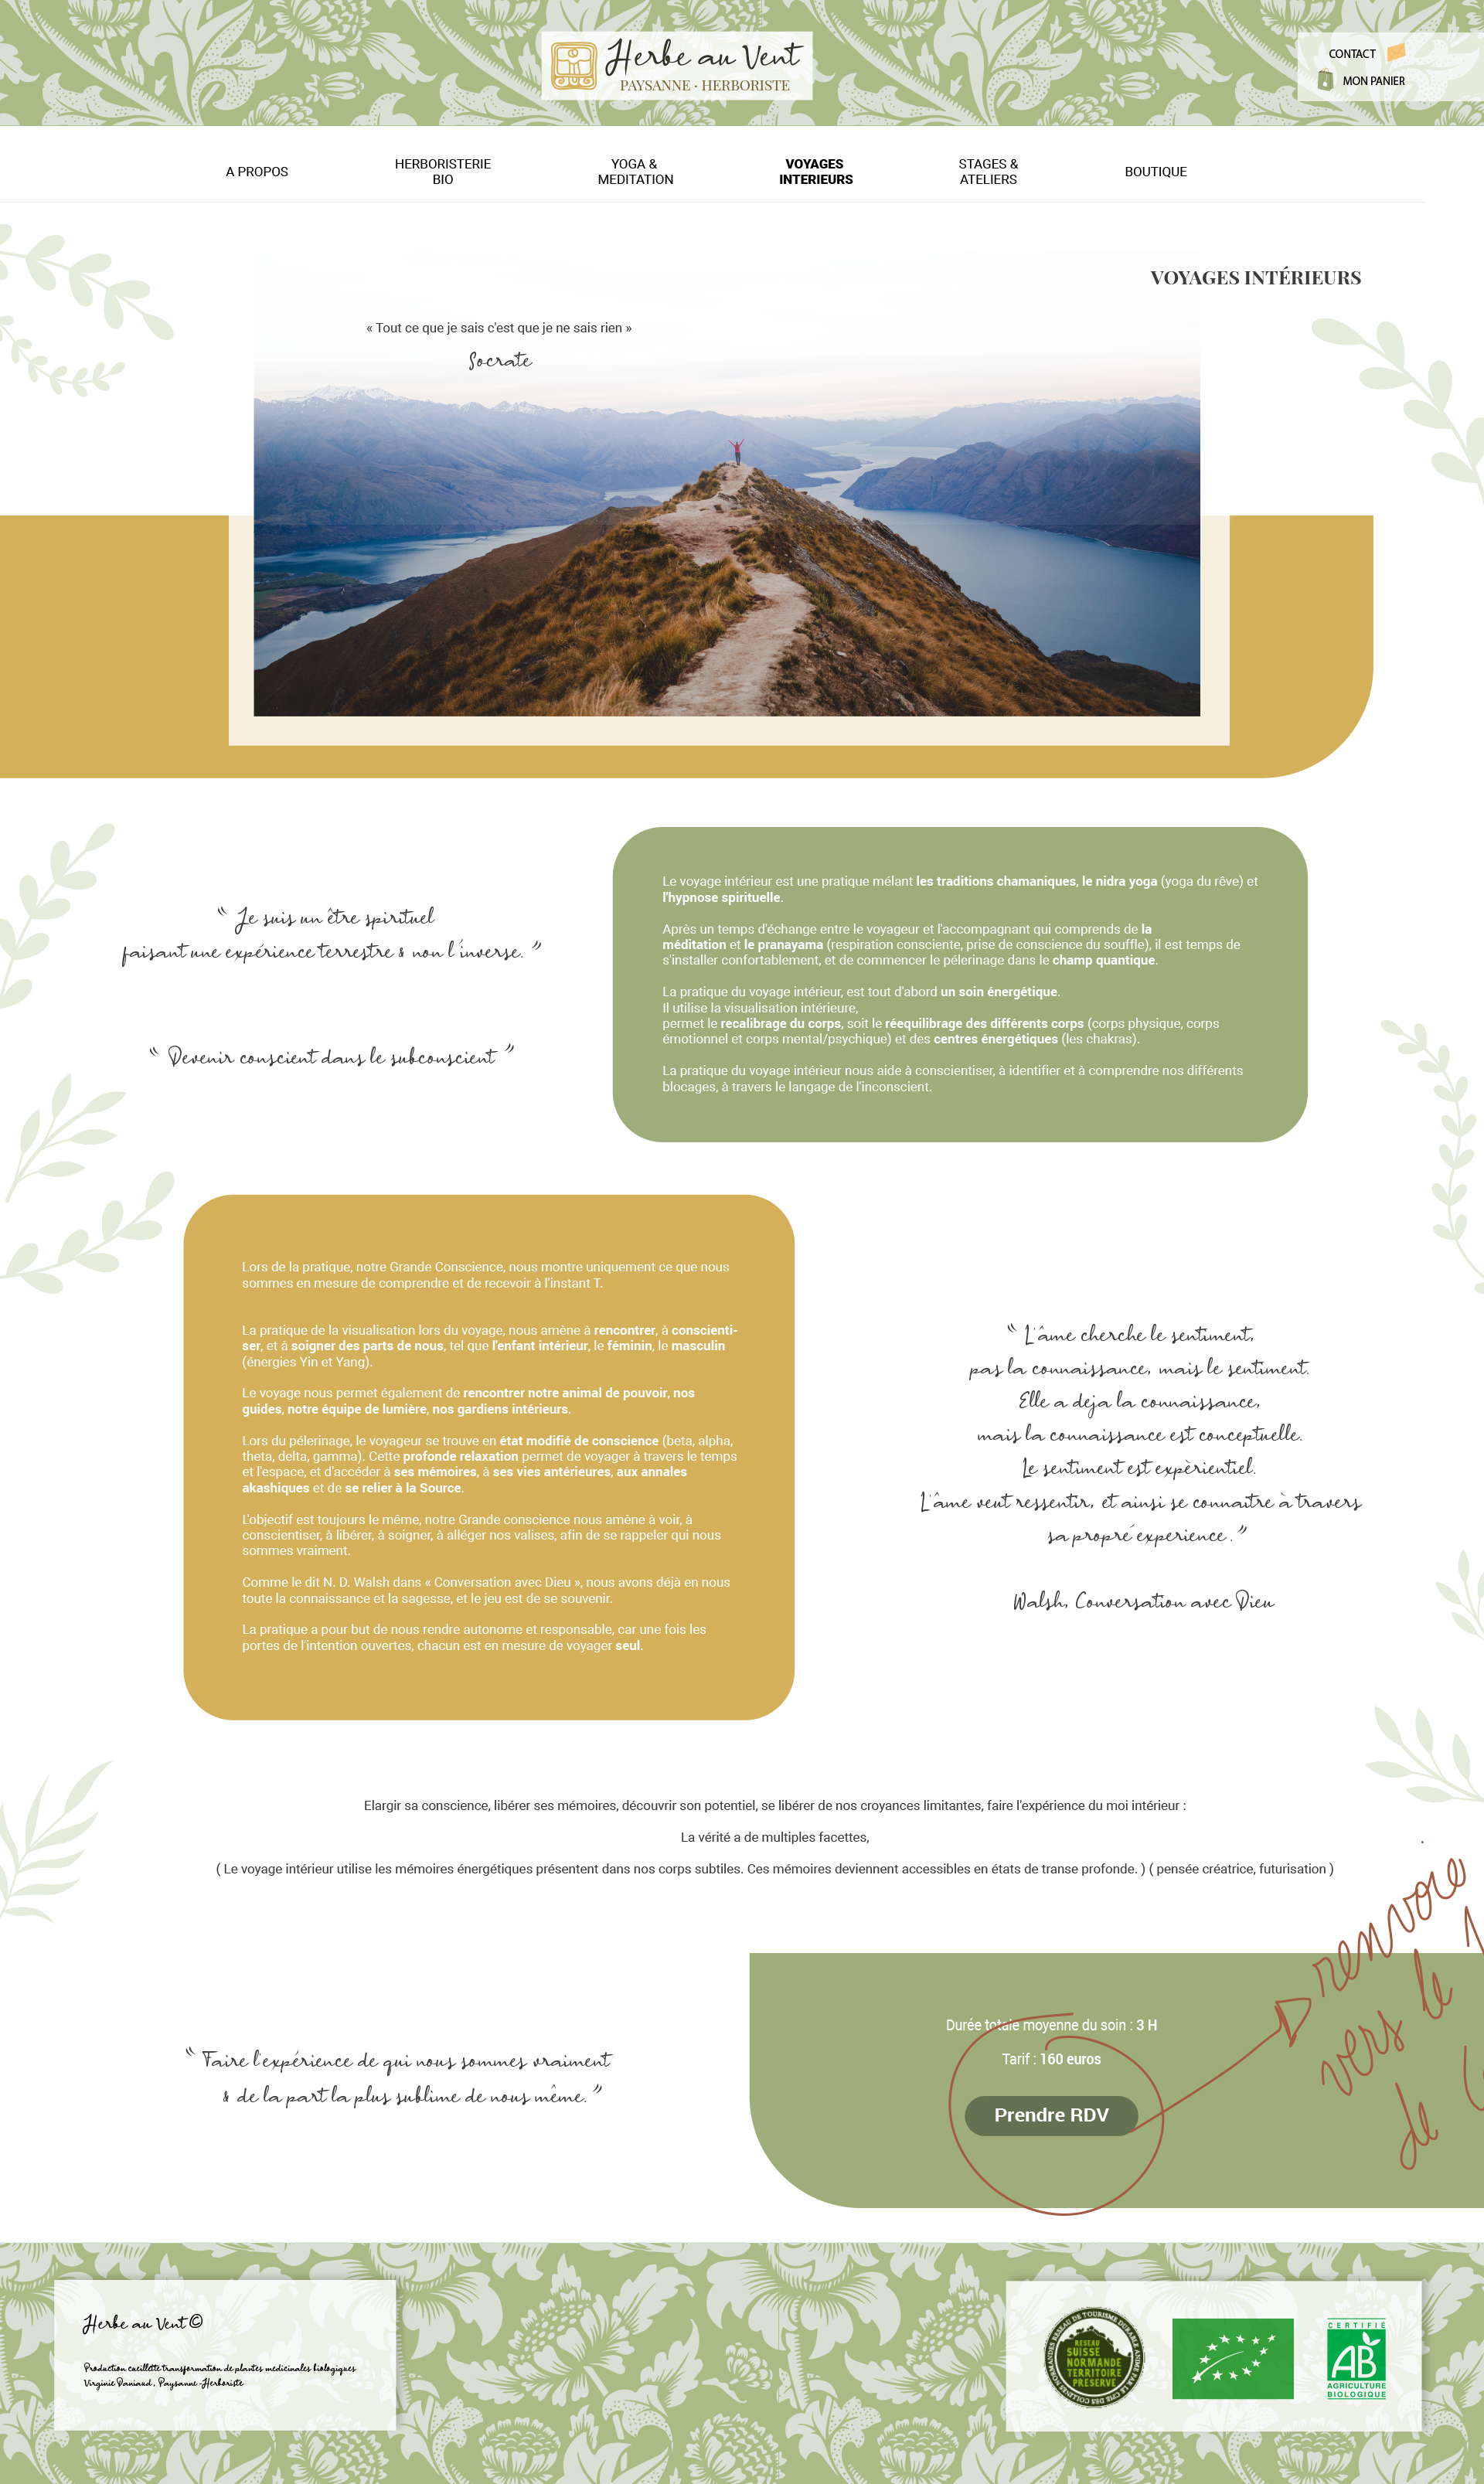 Herbe au Vent
PAYSANNE · HERBORISTE
CONTACT
MON PANIER
A PROPOS
HERBORISTERIE
BIO
YOGA &
MEDITATION
VOYAGES
INTERIEURS
STAGES &
ATELIERS
BOUTIQUE
VOYAGES INTÉRIEURS
« Tout ce que je sais c'est que je ne sais rien »
Socrate
“ Je suis un être spirituel
faisant une expérience terrestre & non l'inverse. ”
“ Devenir conscient dans le subconscient ”
Le voyage intérieur est une pratique mélant les traditions chamaniques, le nidra yoga (yoga du rêve) et
l'hypnose spirituelle.
Après un temps d'échange entre le voyageur et l'accompagnant qui comprends de la
méditation et le pranayama (respiration consciente, prise de conscience du souffle), il est temps de
s'installer confortablement, et de commencer le pélerinage dans le champ quantique.
La pratique du voyage intérieur, est tout d'abord un soin énergétique.
Il utilise la visualisation intérieure,
permet le recalibrage du corps, soit le réequilibrage des différents corps (corps physique, corps
émotionnel et corps mental/psychique) et des centres énergétiques (les chakras).
La pratique du voyage intérieur nous aide à conscientiser, à identifier et à comprendre nos différents
blocages, à travers le langage de l'inconscient.
Lors de la pratique, notre Grande Conscience, nous montre uniquement ce que nous
sommes en mesure de comprendre et de recevoir à l'instant T.
La pratique de la visualisation lors du voyage, nous amène à rencontrer, à conscienti-
ser, et à soigner des parts de nous, tel que l'enfant intérieur, le féminin, le masculin
(énergies Yin et Yang).
Le voyage nous permet également de rencontrer notre animal de pouvoir, nos
guides, notre équipe de lumière, nos gardiens intérieurs.
Lors du pélerinage, le voyageur se trouve en état modifié de conscience (beta, alpha,
theta, delta, gamma). Cette profonde relaxation permet de voyager à travers le temps
et l'espace, et d'accéder à ses mémoires, à ses vies antérieures, aux annales
akashiques et de se relier à la Source.
L'objectif est toujours le même, notre Grande conscience nous amène à voir, à
conscientiser, à libérer, à soigner, à alléger nos valises, afin de se rappeler qui nous
sommes vraiment.
Comme le dit N. D. Walsh dans « Conversation avec Dieu », nous avons déjà en nous
toute la connaissance et la sagesse, et le jeu est de se souvenir.
La pratique a pour but de nous rendre autonome et responsable, car une fois les
portes de l'intention ouvertes, chacun est en mesure de voyager seul.
“ L'âme cherche le sentiment,
pas la connaissance, mais le sentiment.
Elle a deja la connaissance,
mais la connaissance est conceptuelle.
Le sentiment est expèrientiel.
L'âme veut ressentir, et ainsi se connaitre à travers
sa propre experience . ”
Walsh, Conversation avec Dieu
Elargir sa conscience, libérer ses mémoires, découvrir son potentiel, se libérer de nos croyances limitantes, faire l'expérience du moi intérieur :
La vérité a de multiples facettes,
( Le voyage intérieur utilise les mémoires énergétiques présentent dans nos corps subtiles. Ces mémoires deviennent accessibles en états de transe profonde. ) ( pensée créatrice, futurisation )
renvoie
vers le
de
“ Faire l'expérience de qui nous sommes vraiment
& de la part la plus sublime de nous même. ”
Durée totale moyenne du soin : 3 H
Tarif : 160 euros
Prendre RDV
Herbe au Vent ©
Production cueillette transformation de plantes medicinales biologiques
Virginie Daniaud , Paysanne -Herboriste
RESEAU
SUISSE
NORMANDE
TERRITOIRE
PRESERVE
CERTIFIÉ
AB
AGRICULTURE
BIOLOGIQUE